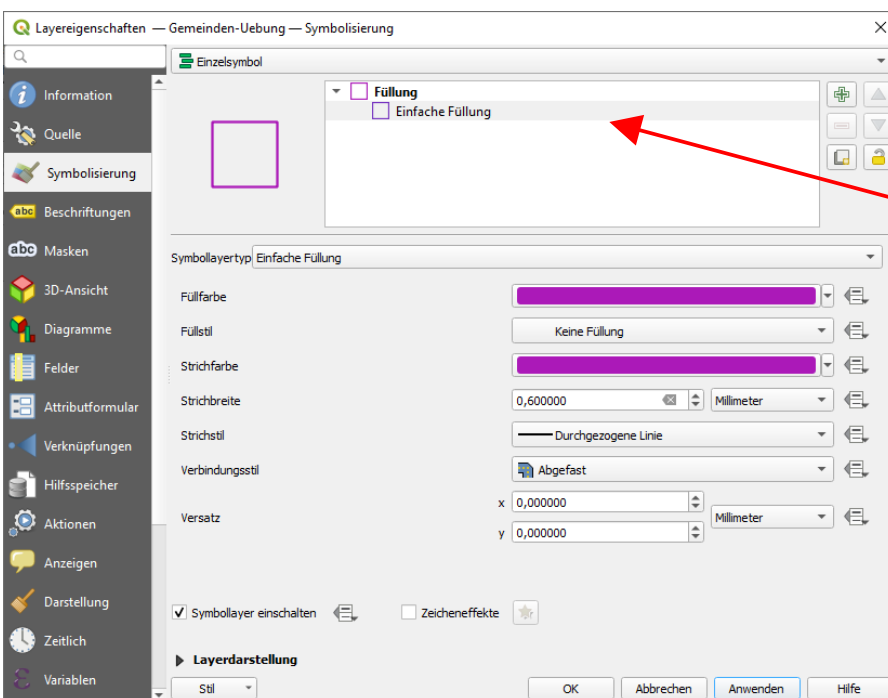 Layereigenschaften — Gemeinden-Uebung — Symbolisierung
Einzelsymbol
Information
Quelle
Symbolisierung
abc Beschriftungen
abc Masken
3D-Ansicht
Diagramme
Felder
Attributformular
Verknüpfungen
Hilfsspeicher
Aktionen
Anzeigen
Darstellung
Zeitlich
Variablen
Füllung
Einfache Füllung
Symbollayertyp Einfache Füllung
Füllfarbe
Füllstil Keine Füllung
Strichfarbe
Strichbreite 0,600000 Millimeter
Strichstil Durchgezogene Linie
Verbindungsstil Abgefast
Versatz x 0,000000 Millimeter
y 0,000000
Symbollayer einschalten Zeicheneffekte
Layerdarstellung
Stil OK Abbrechen Anwenden Hilfe